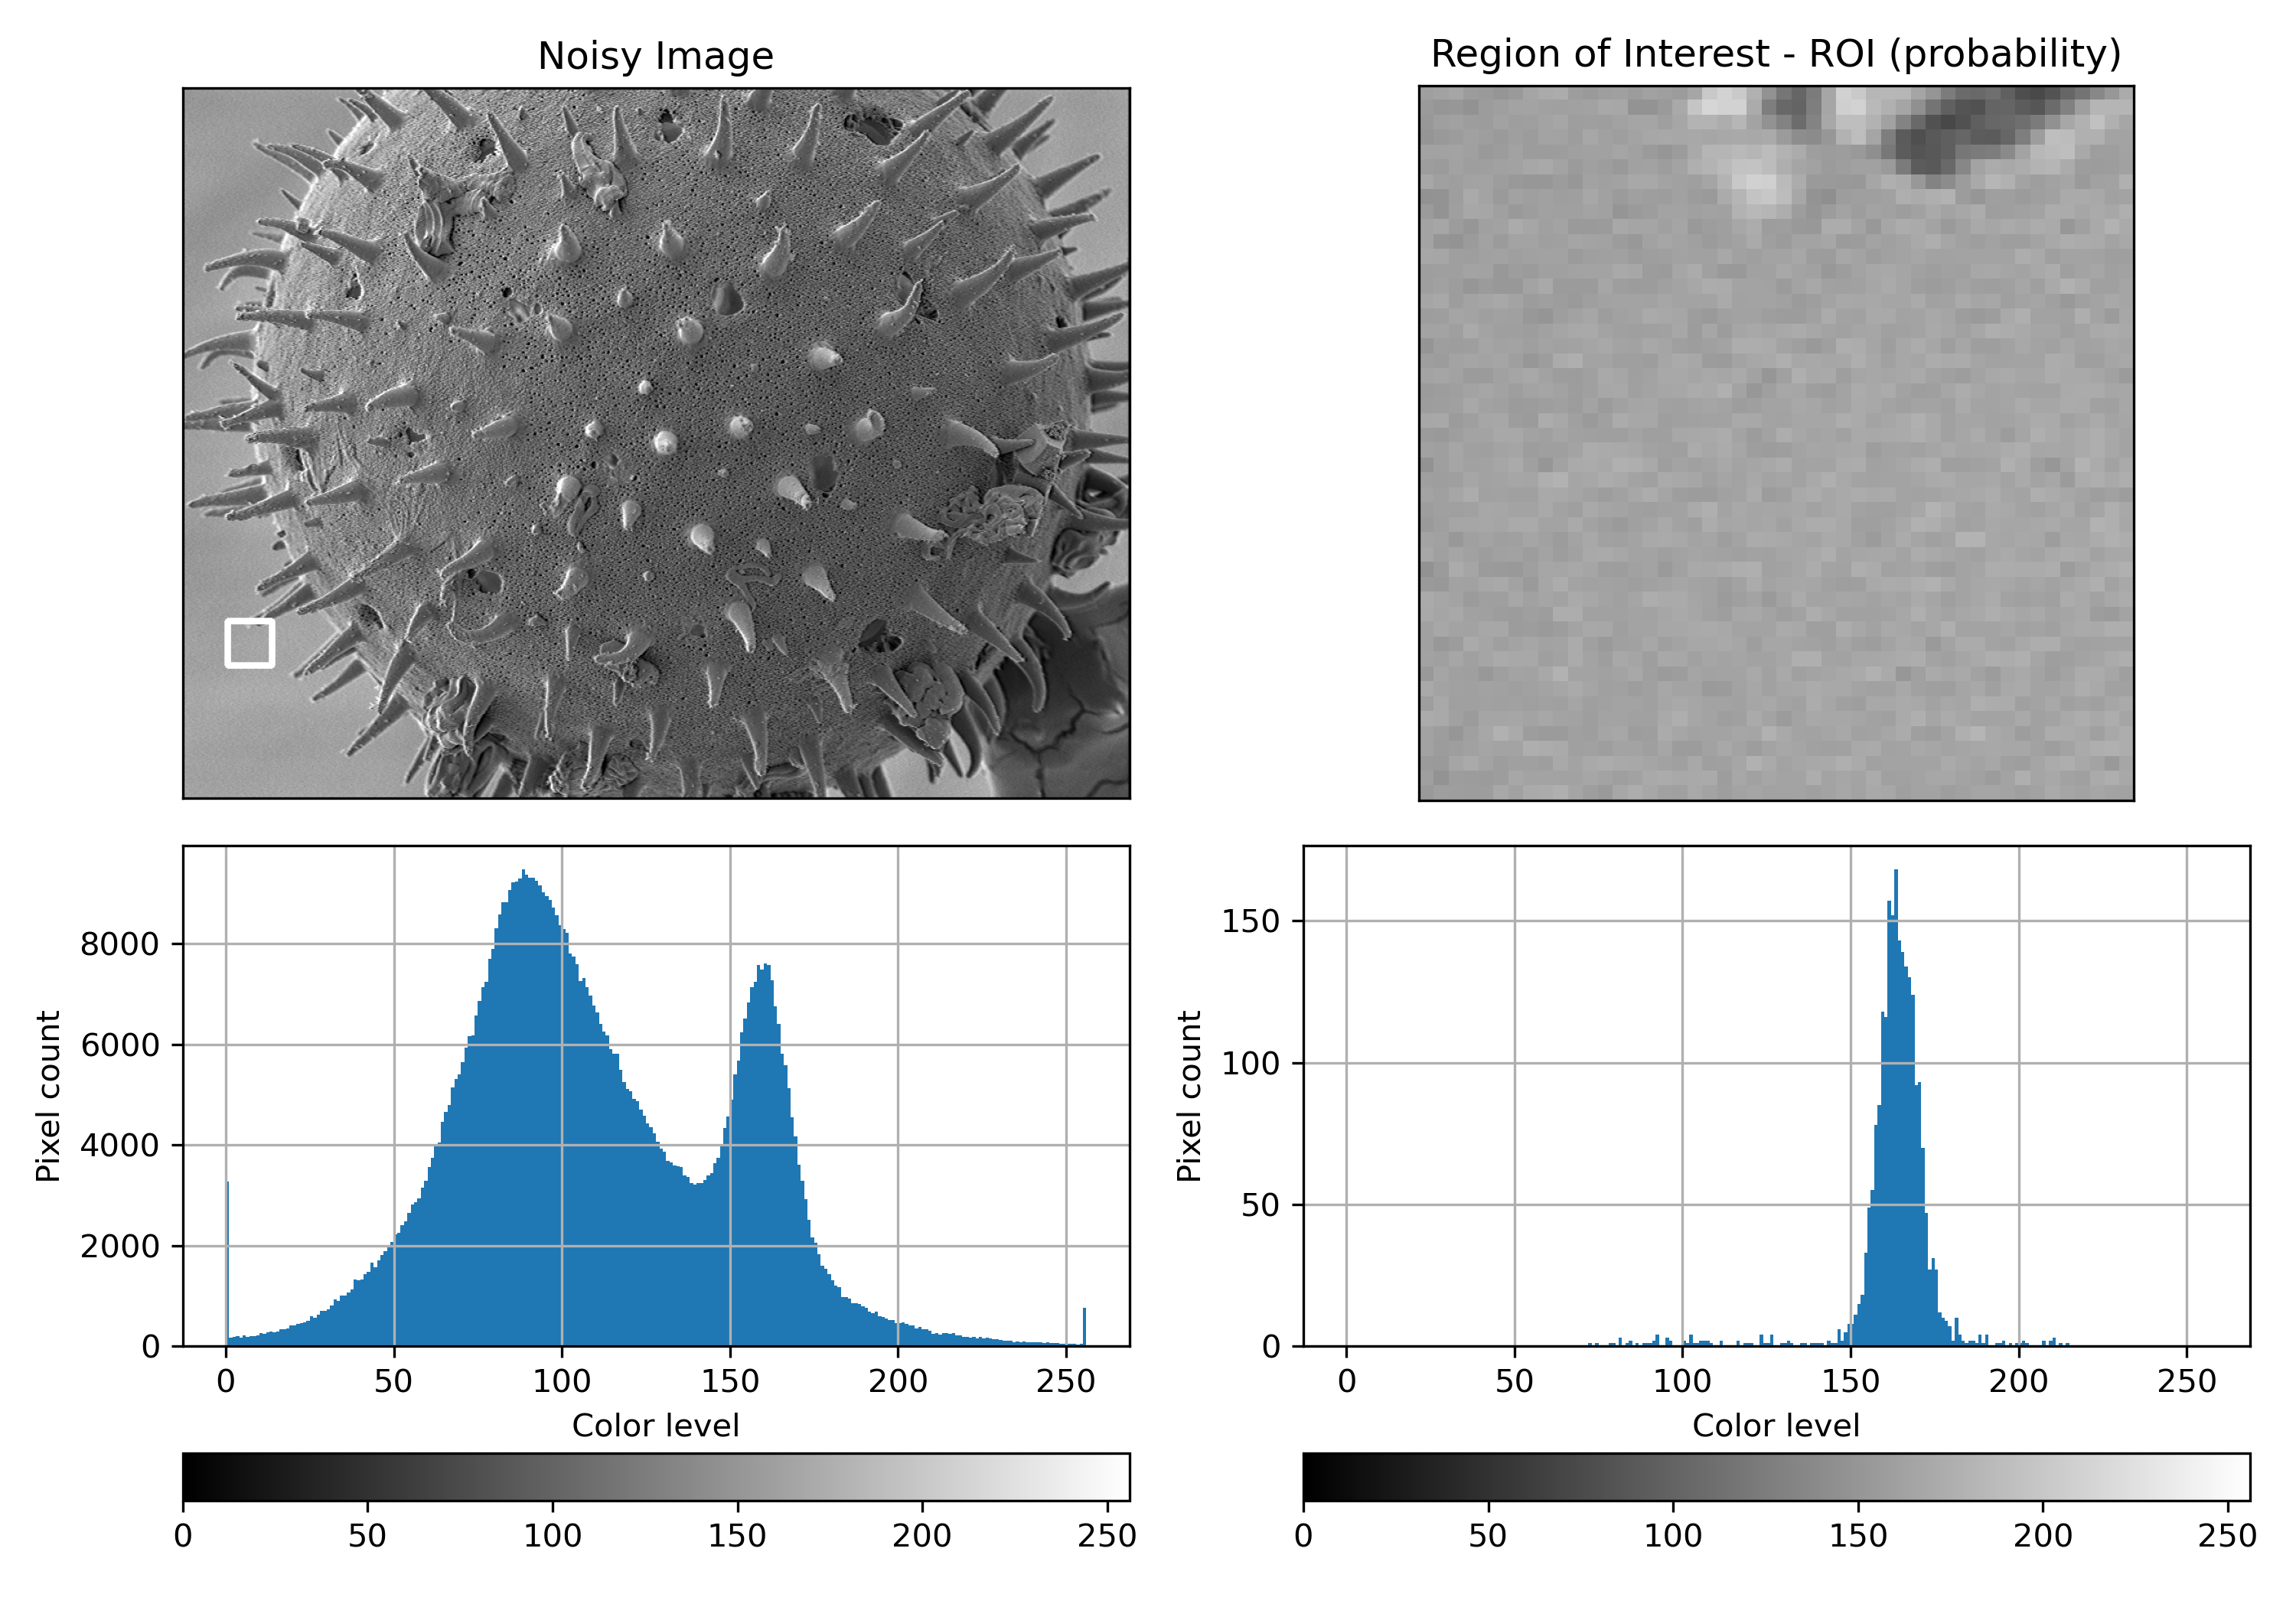 Noisy Image
Region of Interest - ROI (probability)
8000
6000
4000
2000
0
Pixel count
0 50 100 150 200 250
Color level
0 50 100 150 200 250
150
100
50
0
Pixel count
0 50 100 150 200 250
Color level
0 50 100 150 200 250